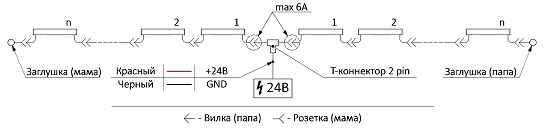 max 6A
n 2 1 1 2 n
Заглушка (мама) Красный +24В Т-коннектор 2 pin Заглушка (папа)
Черный GND
24В
- Вилка (папа) - Розетка (мама)